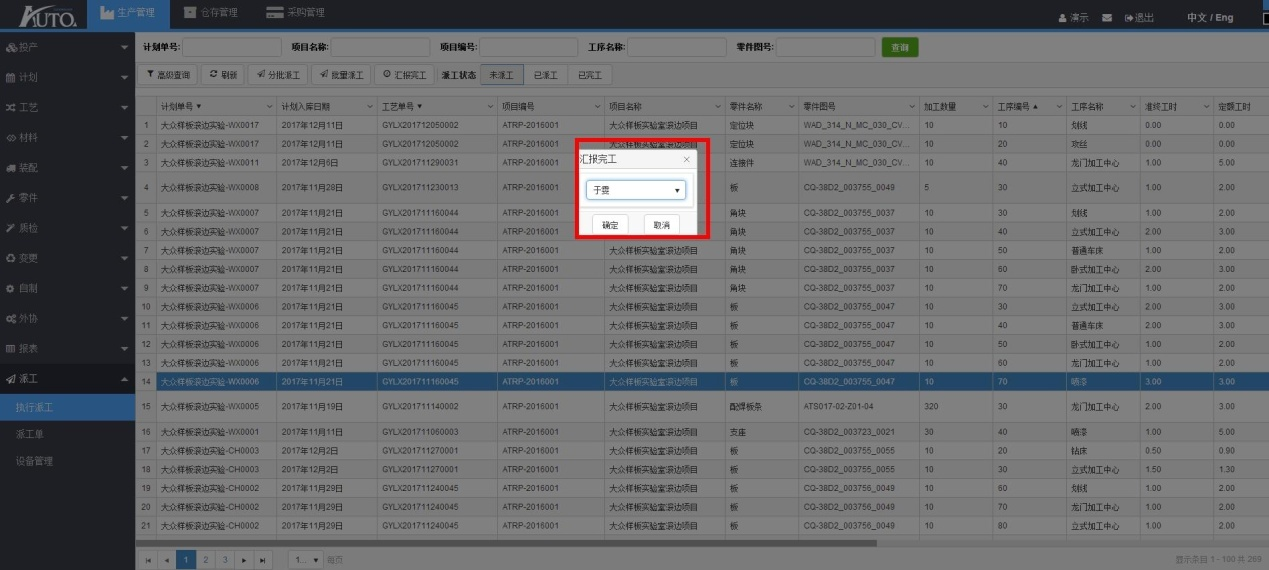 AUTO. 生产管理 仓存管理 采购管理 演示 退出 中文 / Eng
投产
计划
工艺
材料
装配
零件
质检
变更
自制
外协
报表
派工
执行派工
派工单
设备管理
计划单号: 项目名称: 项目编号: 工序名称: 零件图号: 查询
高级查询 刷新 分批派工 批量派工 汇报完工 派工状态 未派工 已派工 已完工
计划单号 计划入库日期 工艺单号 项目编号 项目名称 零件名称 零件图号 加工数量 工序编号 工序名称 准终工时 定额工时
1 大众样板滚边实验-WX0017 2017年12月11日 GYLX201712050002 ATRP-2016001 大众样板实验室滚边项目 定位块 WAD_314_N_MC_030_CV... 10 10 划线 0.00 0.00
2 大众样板滚边实验-WX0017 2017年12月11日 GYLX201712050002 ATRP-2016001 大众样板实验室滚边项目 定位块 WAD_314_N_MC_030_CV... 10 20 攻丝 0.00 0.00
3 大众样板滚边实验-WX0011 2017年12月6日 GYLX201711290031 ATRP-2016001 连接件 WAD_314_N_MC_030_CV... 10 40 龙门加工中心 1.00 5.00
4 大众样板滚边实验-WX0008 2017年11月28日 GYLX201711230013 ATRP-2016001 板 CQ-38D2_003755_0049 5 30 立式加工中心 1.00 2.00
5 大众样板滚边实验-WX0007 2017年11月21日 GYLX201711160044 ATRP-2016001 角块 CQ-38D2_003755_0037 10 30 划线 1.00 2.00
6 大众样板滚边实验-WX0007 2017年11月21日 GYLX201711160044 ATRP-2016001 角块 CQ-38D2_003755_0037 10 40 立式加工中心 2.00 3.00
7 大众样板滚边实验-WX0007 2017年11月21日 GYLX201711160044 ATRP-2016001 大众样板实验室滚边项目 角块 CQ-38D2_003755_0037 10 50 普通车床 1.00 2.00
8 大众样板滚边实验-WX0007 2017年11月21日 GYLX201711160044 ATRP-2016001 大众样板实验室滚边项目 角块 CQ-38D2_003755_0037 10 60 卧式加工中心 2.00 3.00
9 大众样板滚边实验-WX0007 2017年11月21日 GYLX201711160044 ATRP-2016001 大众样板实验室滚边项目 角块 CQ-38D2_003755_0037 10 70 龙门加工中心 1.00 2.00
10 大众样板滚边实验-WX0006 2017年11月21日 GYLX201711160045 ATRP-2016001 大众样板实验室滚边项目 板 CQ-38D2_003755_0047 10 30 立式加工中心 2.00 3.00
11 大众样板滚边实验-WX0006 2017年11月21日 GYLX201711160045 ATRP-2016001 大众样板实验室滚边项目 板 CQ-38D2_003755_0047 10 40 普通车床 2.00 3.00
12 大众样板滚边实验-WX0006 2017年11月21日 GYLX201711160045 ATRP-2016001 大众样板实验室滚边项目 板 CQ-38D2_003755_0047 10 50 卧式加工中心 2.00 3.00
13 大众样板滚边实验-WX0006 2017年11月21日 GYLX201711160045 ATRP-2016001 大众样板实验室滚边项目 板 CQ-38D2_003755_0047 10 60 龙门加工中心 2.00 3.00
14 大众样板滚边实验-WX0006 2017年11月21日 GYLX201711160045 ATRP-2016001 大众样板实验室滚边项目 板 CQ-38D2_003755_0047 10 70 喷漆 3.00 3.00
15 大众样板滚边实验-WX0005 2017年11月19日 GYLX201711140002 ATRP-2016001 大众样板实验室滚边项目 配焊板条 ATS017-02-Z01-04 320 30 龙门加工中心 2.00 3.00
16 大众样板滚边实验-WX0001 2017年11月11日 GYLX201711060003 ATRP-2016001 大众样板实验室滚边项目 支座 CQ-38D2_003723_0021 30 40 喷漆 1.00 5.00
17 大众样板滚边实验-CH0003 2017年12月2日 GYLX201711270001 ATRP-2016001 大众样板实验室滚边项目 板 CQ-38D2_003755_0055 10 20 钻床 0.50 0.90
18 大众样板滚边实验-CH0003 2017年12月2日 GYLX201711270001 ATRP-2016001 大众样板实验室滚边项目 板 CQ-38D2_003755_0055 10 30 立式加工中心 1.50 1.30
19 大众样板滚边实验-CH0002 2017年11月29日 GYLX201711240045 ATRP-2016001 大众样板实验室滚边项目 板 CQ-38D2_003756_0049 10 60 划线 1.00 2.00
20 大众样板滚边实验-CH0002 2017年11月29日 GYLX201711240045 ATRP-2016001 大众样板实验室滚边项目 板 CQ-38D2_003756_0049 10 70 龙门加工中心 1.00 2.00
21 大众样板滚边实验-CH0002 2017年11月29日 GYLX201711240045 ATRP-2016001 大众样板实验室滚边项目 板 CQ-38D2_003756_0049 10 80 立式加工中心 1.00 2.00
汇报完工 ×
于雯
确定 取消
1 2 3 1... 每页 显示条目 1 - 100 共 269